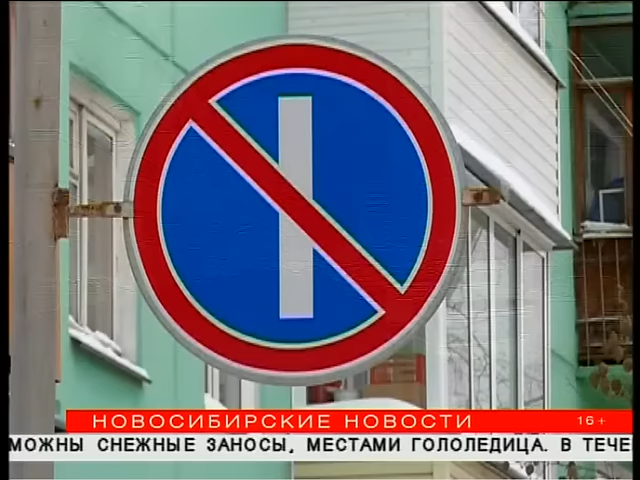 НОВОСИБИРСКИЕ НОВОСТИ 16+
МОЖНЫ СНЕЖНЫЕ ЗАНОСЫ, МЕСТАМИ ГОЛОЛЕДИЦА. В ТЕЧЕ